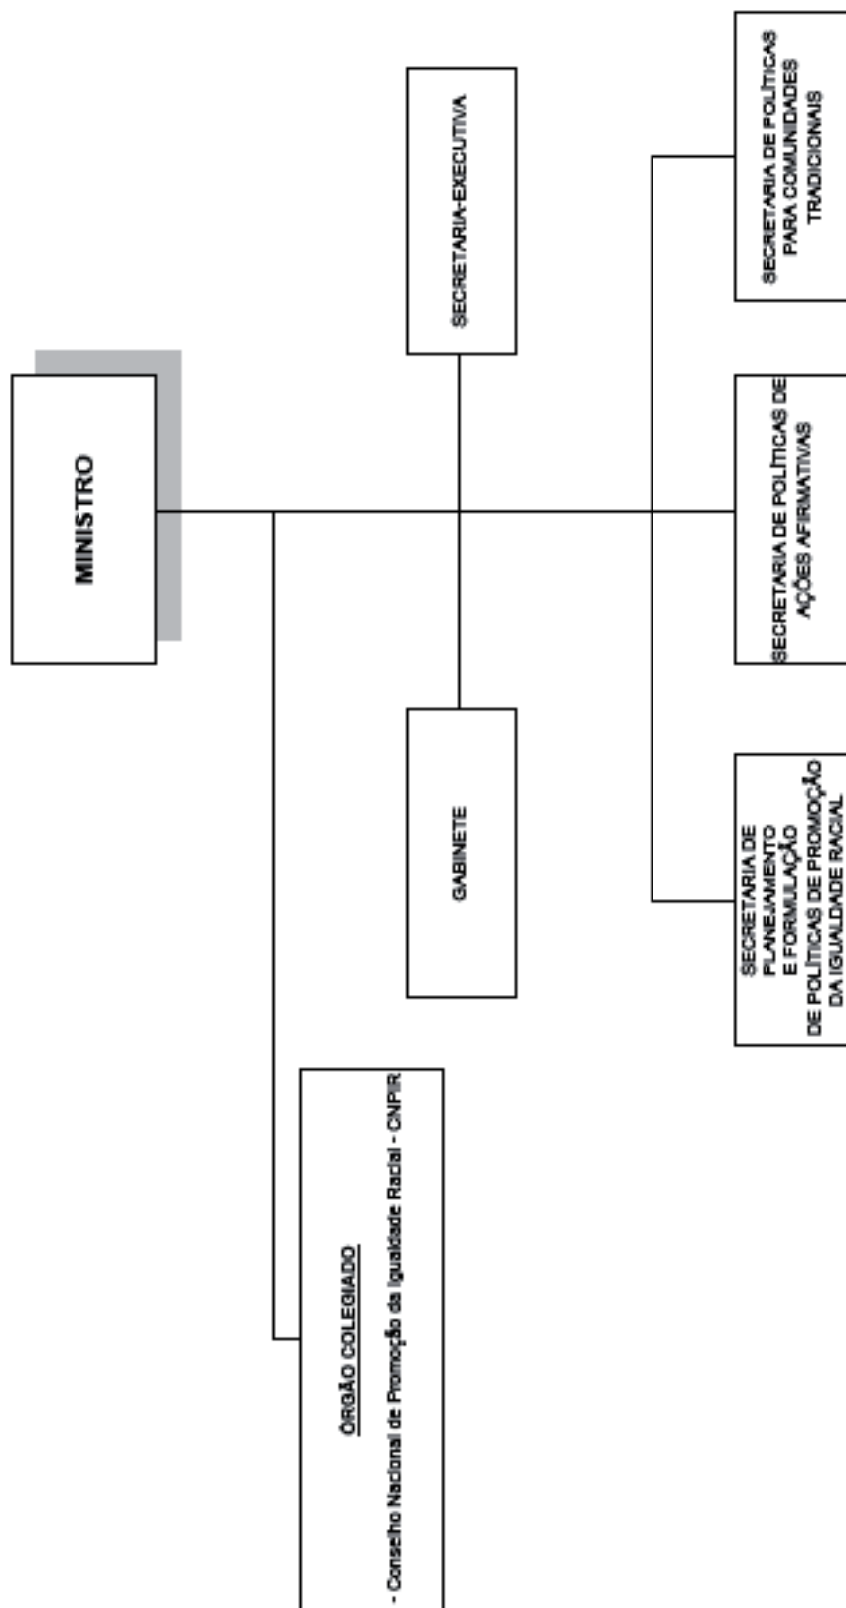 MINISTRO
ÓRGÃO COLEGIADO
- Conselho Nacional de Promoção da Igualdade Racial - CNPIR
GABINETE
SECRETARIA-EXECUTIVA
SECRETARIA DE
PLANEJAMENTO
E FORMULAÇÃO
DE POLÍTICAS DE PROMOÇÃO
DA IGUALDADE RACIAL
SECRETARIA DE POLÍTICAS DE
AÇÕES AFIRMATIVAS
SECRETARIA DE POLÍTICAS
PARA COMUNIDADES
TRADICIONAIS